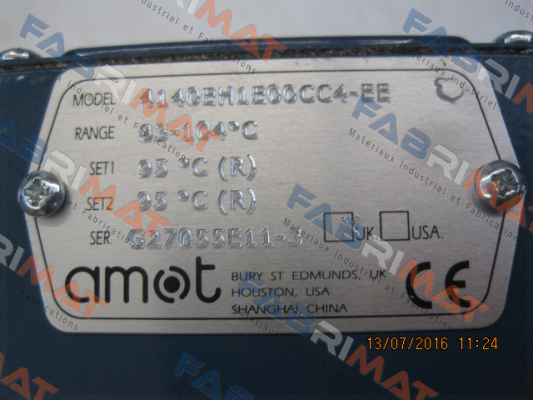 MODEL 4140EH1E00CC4-EE
RANGE 93-104°C
SET1 95 °C (R)
SET2 95 °C (R)
SER. G27055E11-3 UK USA.
amot
BURY ST EDMUNDS, UK
HOUSTON, USA
SHANGHAI, CHINA
CE
13/07/2016 11:24
FABRIMAT
Matériaux Industriel et Fabrications